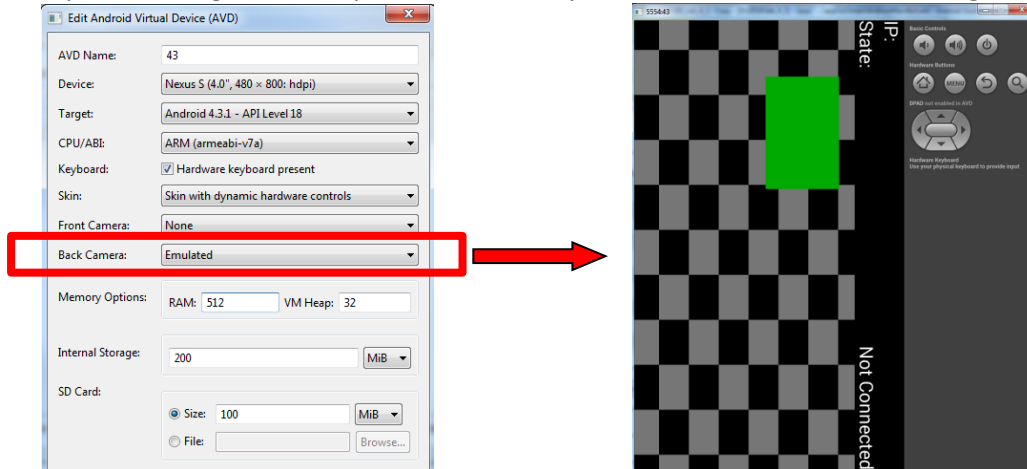 Edit Android Virtual Device (AVD)
AVD Name: 43
Device: Nexus S (4.0", 480 × 800: hdpi)
Target: Android 4.3.1 - API Level 18
CPU/ABI: ARM (armeabi-v7a)
Keyboard: Hardware keyboard present
Skin: Skin with dynamic hardware controls
Front Camera: None
Back Camera: Emulated
Memory Options: RAM: 512 VM Heap: 32
Internal Storage: 200 MiB
SD Card:
Size: 100 MiB
File: Browse...
5554:43
IP:
State: Not Connected
Basic Controls
Hardware Buttons
MENU
DPAD not enabled in AVD
Hardware Keyboard
Use your physical keyboard to provide input